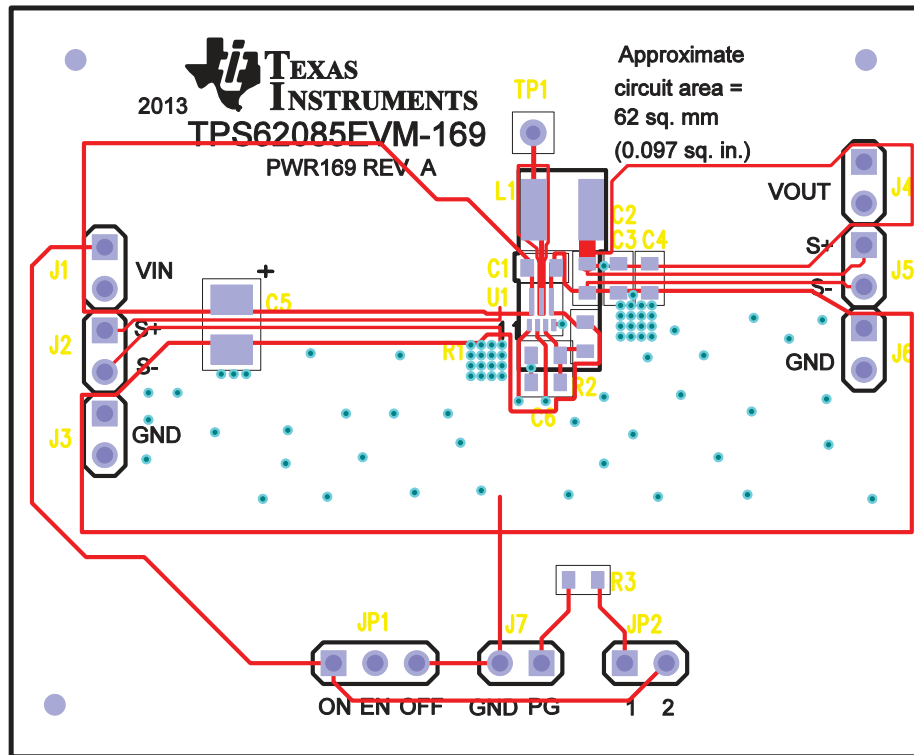 TEXAS
INSTRUMENTS
2013
TPS62085EVM-169
PWR169 REV. A
Approximate
circuit area =
62 sq. mm
(0.097 sq. in.)
TP1
L1
C2
VOUT
J4
J1
VIN
C1
C3
C4
S+
J5
+
C5
U1
S-
J2
S+
1
R1
S-
GND
J6
R2
J3
GND
C6
R3
JP1
J7
JP2
ON EN OFF
GND PG
1 2